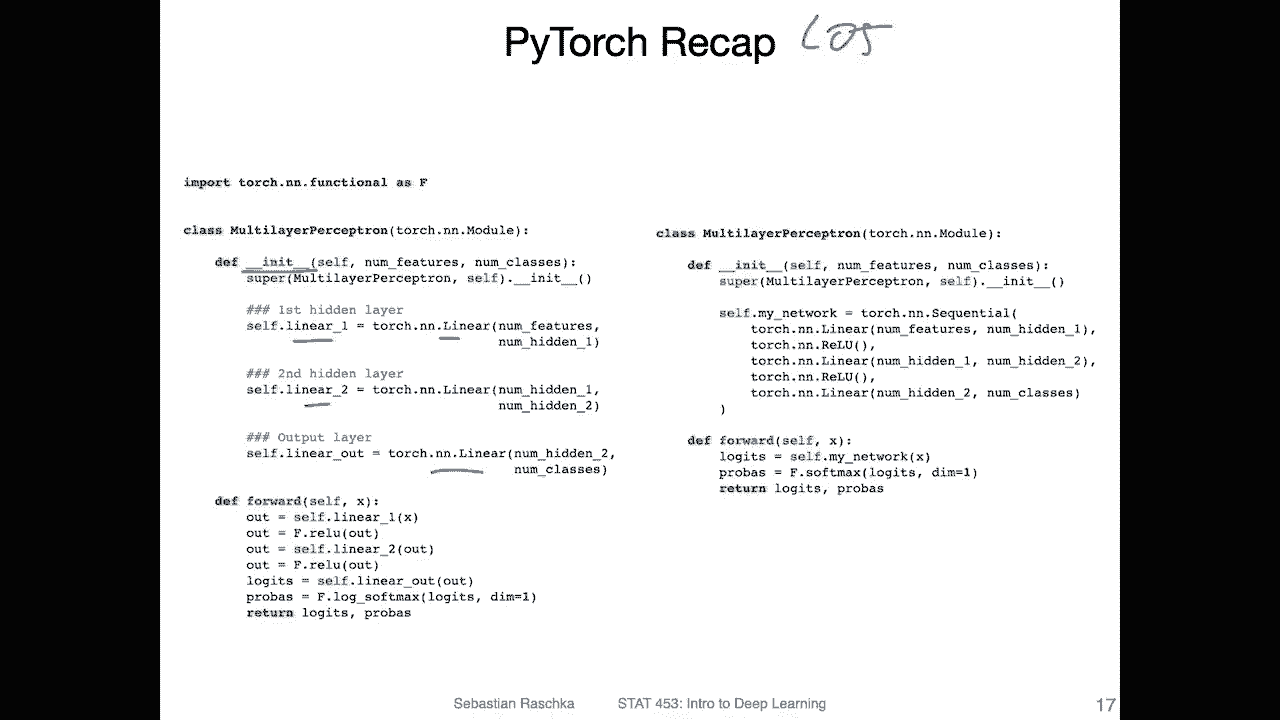 PyTorch Recap L05
import torch.nn.functional as F
class MultilayerPerceptron(torch.nn.Module):
def __init__(self, num_features, num_classes):
super(MultilayerPerceptron, self).__init__()
### 1st hidden layer
self.linear_1 = torch.nn.Linear(num_features,
num_hidden_1)
### 2nd hidden layer
self.linear_2 = torch.nn.Linear(num_hidden_1,
num_hidden_2)
### Output layer
self.linear_out = torch.nn.Linear(num_hidden_2,
num_classes)
def forward(self, x):
out = self.linear_1(x)
out = F.relu(out)
out = self.linear_2(out)
out = F.relu(out)
logits = self.linear_out(out)
probas = F.log_softmax(logits, dim=1)
return logits, probas
class MultilayerPerceptron(torch.nn.Module):
def __init__(self, num_features, num_classes):
super(MultilayerPerceptron, self).__init__()
self.my_network = torch.nn.Sequential(
torch.nn.Linear(num_features, num_hidden_1),
torch.nn.ReLU(),
torch.nn.Linear(num_hidden_1, num_hidden_2),
torch.nn.ReLU(),
torch.nn.Linear(num_hidden_2, num_classes)
)
def forward(self, x):
logits = self.my_network(x)
probas = F.softmax(logits, dim=1)
return logits, probas
Sebastian Raschka STAT 453: Intro to Deep Learning 17